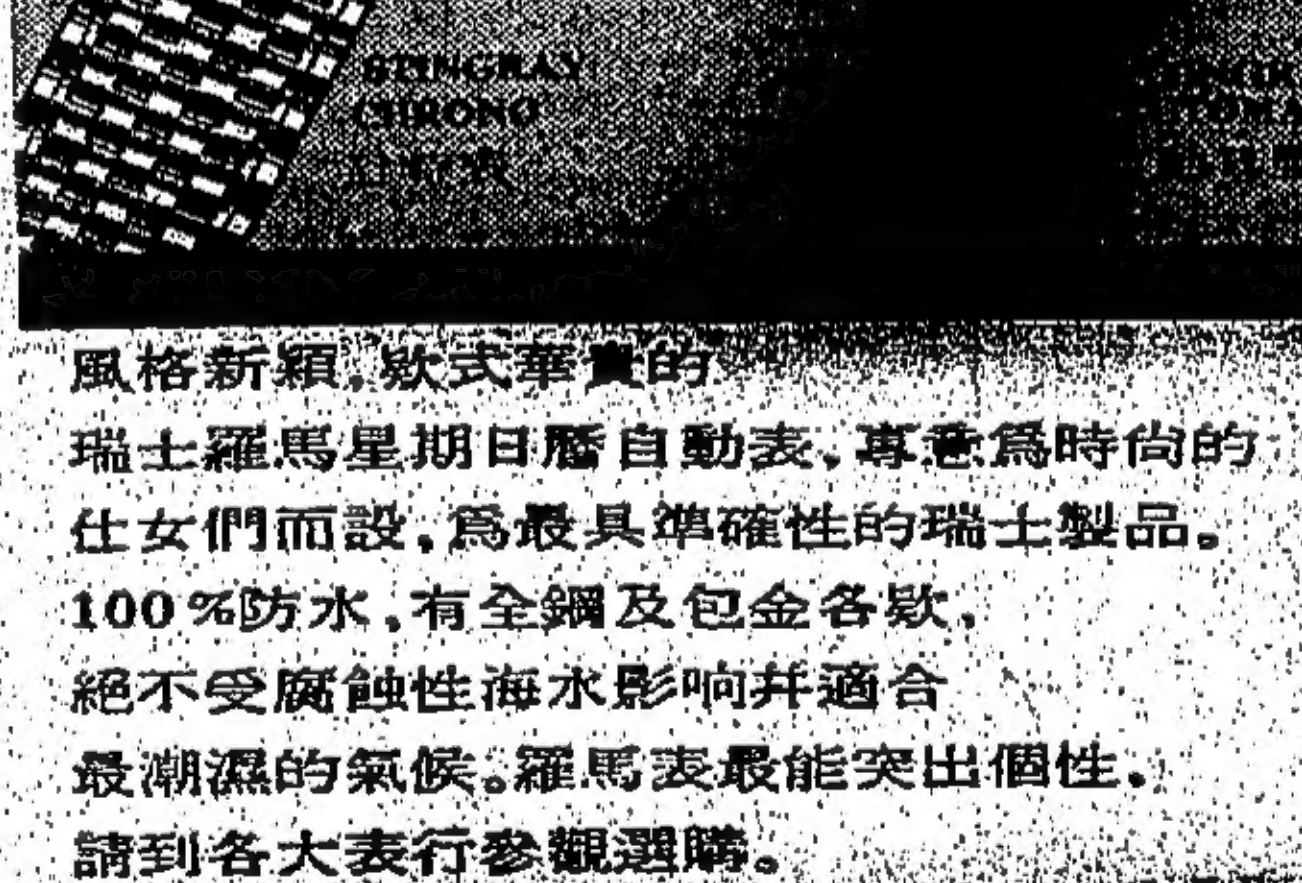 STINGRAY
CHRONO
風格新穎，欵式華貴的
瑞士羅馬星期日曆自動表，專意爲時尚的
仕女們而設，爲最具準確性的瑞士製品。
100%防水，有全鋼及包金各欵，
絕不受腐蝕性海水影响幷適合
最潮濕的氣候。羅馬表最能突出個性，
請到各大表行參觀選購。